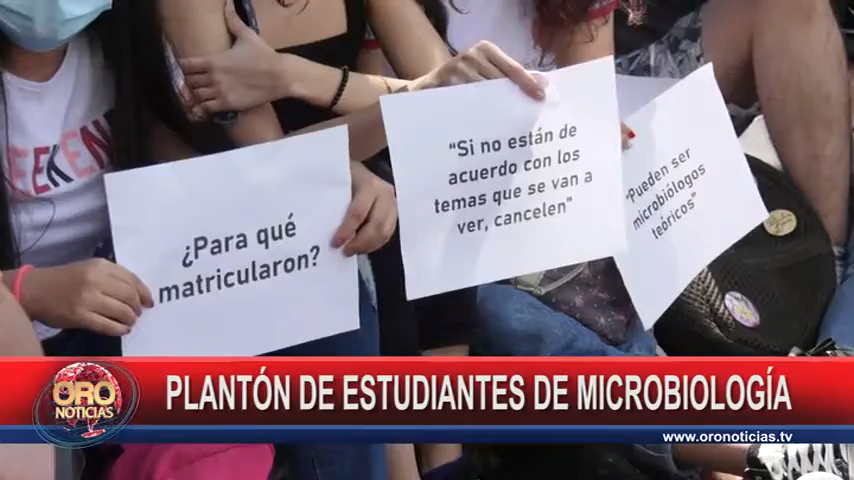 EEKEN
¿Para qué
matricularon?
"Si no están de
acuerdo con los
temas que se van a
ver, cancelen"
"Pueden ser
microbiólogos
teóricos"
ORO
NOTICIAS
PLANTÓN DE ESTUDIANTES DE MICROBIOLOGÍA
www.oronoticias.tv